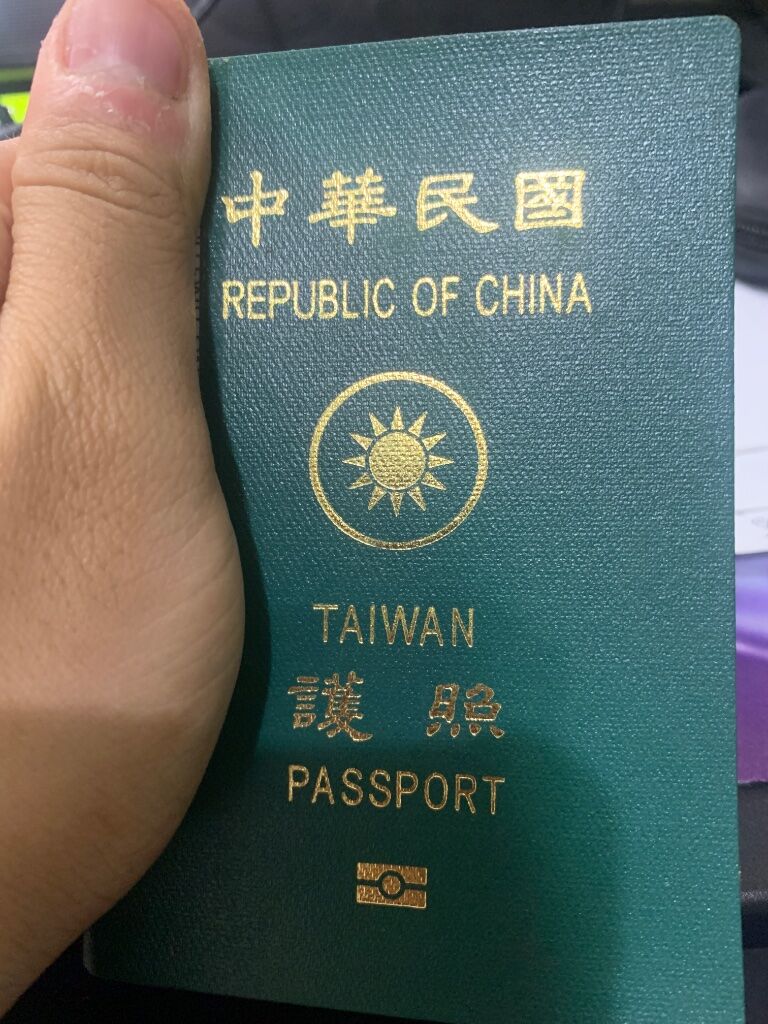 中華民國
REPUBLIC OF CHINA
TAIWAN
護照
PASSPORT